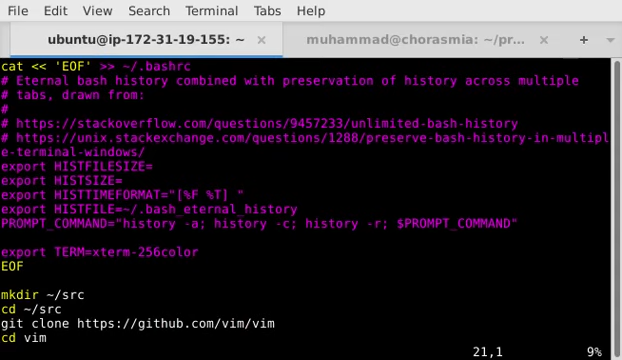 File Edit View Search Terminal Tabs Help
ubuntu@ip-172-31-19-155: ~ × muhammad@chorasmia: ~/pr... × +
cat << 'EOF' >> ~/.bashrc
# Eternal bash history combined with preservation of history across multiple
# tabs, drawn from:
#
# https://stackoverflow.com/questions/9457233/unlimited-bash-history
# https://unix.stackexchange.com/questions/1288/preserve-bash-history-in-multipl
e-terminal-windows/
export HISTFILESIZE=
export HISTSIZE=
export HISTTIMEFORMAT="[%F %T] "
export HISTFILE=~/.bash_eternal_history
PROMPT_COMMAND="history -a; history -c; history -r; $PROMPT_COMMAND"
export TERM=xterm-256color
EOF
mkdir ~/src
cd ~/src
git clone https://github.com/vim/vim
cd vim
21,1 9%